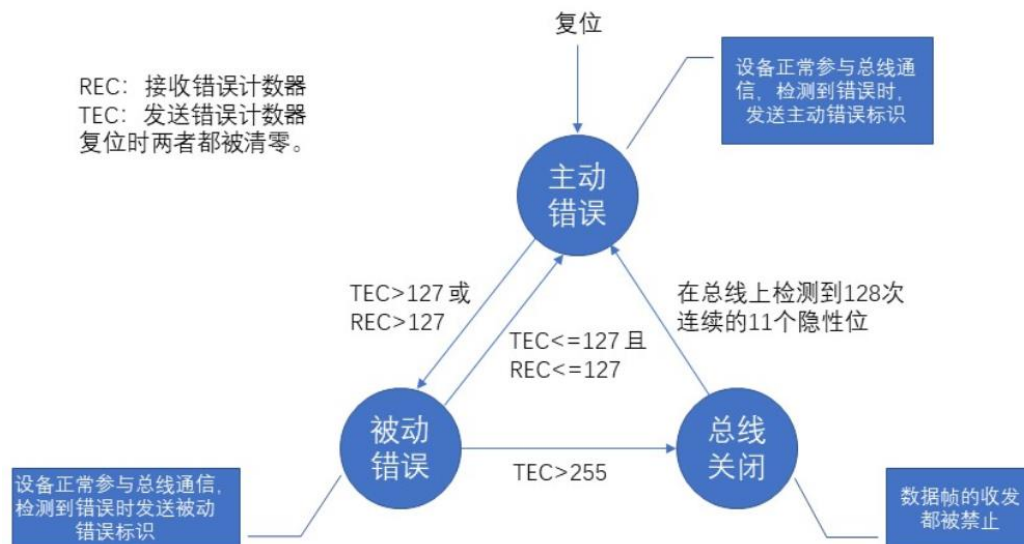 复位
REC：接收错误计数器
TEC：发送错误计数器
复位时两者都被清零。
设备正常参与总线通
信，检测到错误时，
发送主动错误标识
主动
错误
TEC>127 或
REC>127
TEC<=127 且
REC<=127
在总线上检测到128次
连续的11个隐性位
被动
错误
TEC>255
总线
关闭
设备正常参与总线通信，
检测到错误时发送被动
错误标识
数据帧的收发
都被禁止